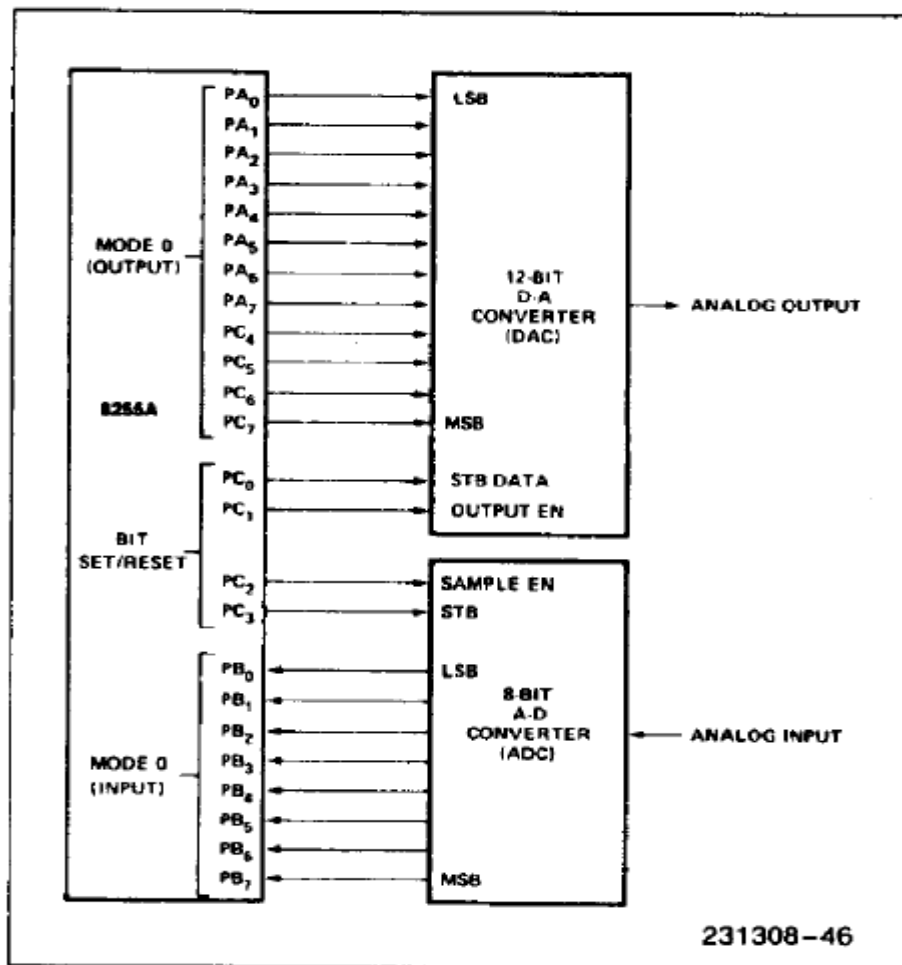 PA0
PA1
PA2
PA3
PA4
PA5
PA6
PA7
PC4
PC5
PC6
PC7
MODE 0
(OUTPUT)
8255A
PC0
PC1
PC2
PC3
BIT
SET/RESET
PB0
PB1
PB2
PB3
PB4
PB5
PB6
PB7
MODE 0
(INPUT)
LSB
12-BIT
D-A
CONVERTER
(DAC)
MSB
STB DATA
OUTPUT EN
ANALOG OUTPUT
SAMPLE EN
STB
LSB
8-BIT
A-D
CONVERTER
(ADC)
MSB
ANALOG INPUT
231308-46